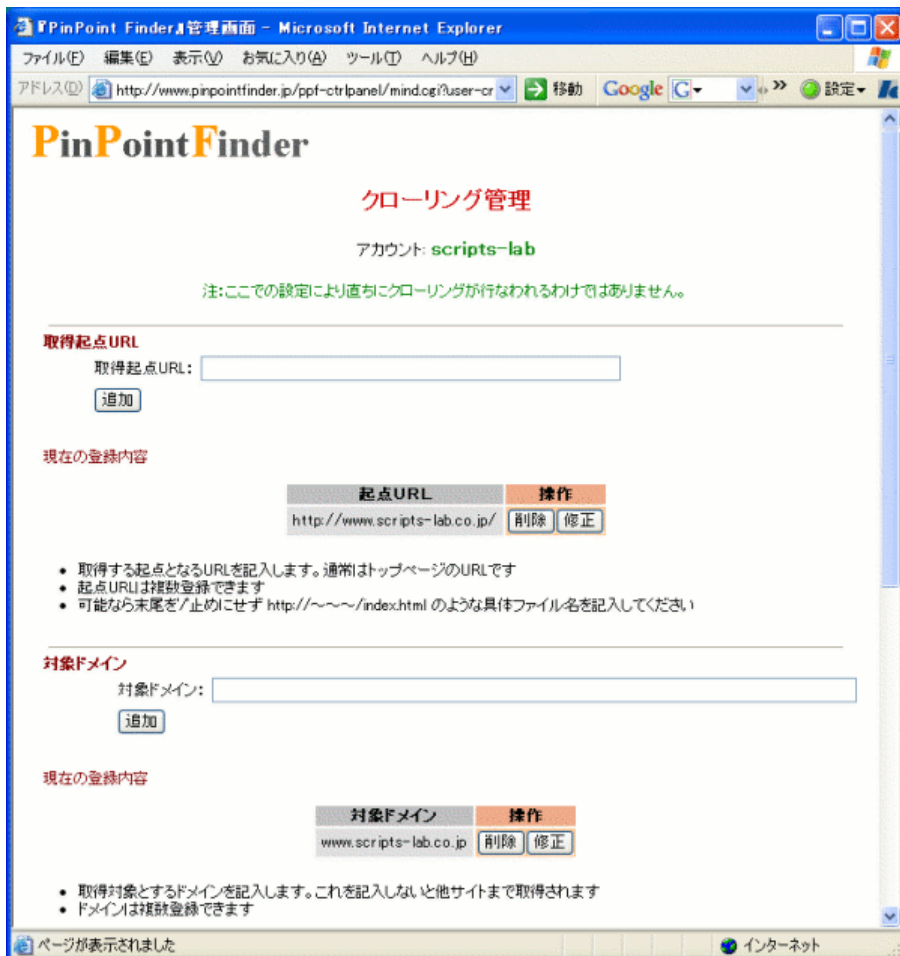 『PinPoint Finder』管理画面 - Microsoft Internet Explorer
ファイル(F) 編集(E) 表示(V) お気に入り(A) ツール(T) ヘルプ(H)
アドレス(D) http://www.pinpointfinder.jp/ppf-ctrlpanel/mind.cgi?user-cr 移動 Google G 設定
PinPointFinder
クローリング管理
アカウント: scripts-lab
注:ここでの設定により直ちにクローリングが行なわれるわけではありません。
取得起点URL
取得起点URL:
追加
現在の登録内容
起点URL 操作
http://www.scripts-lab.co.jp/ 削除 修正
• 取得する起点となるURLを記入します。通常はトップページのURLです
• 起点URLは複数登録できます
• 可能なら末尾を/止めにせず http://～～～/index.html のような具体ファイル名を記入してください
対象ドメイン
対象ドメイン:
追加
現在の登録内容
対象ドメイン 操作
www.scripts-lab.co.jp 削除 修正
• 取得対象とするドメインを記入します。これを記入しないと他サイトまで取得されます
• ドメインは複数登録できます
ページが表示されました インターネット